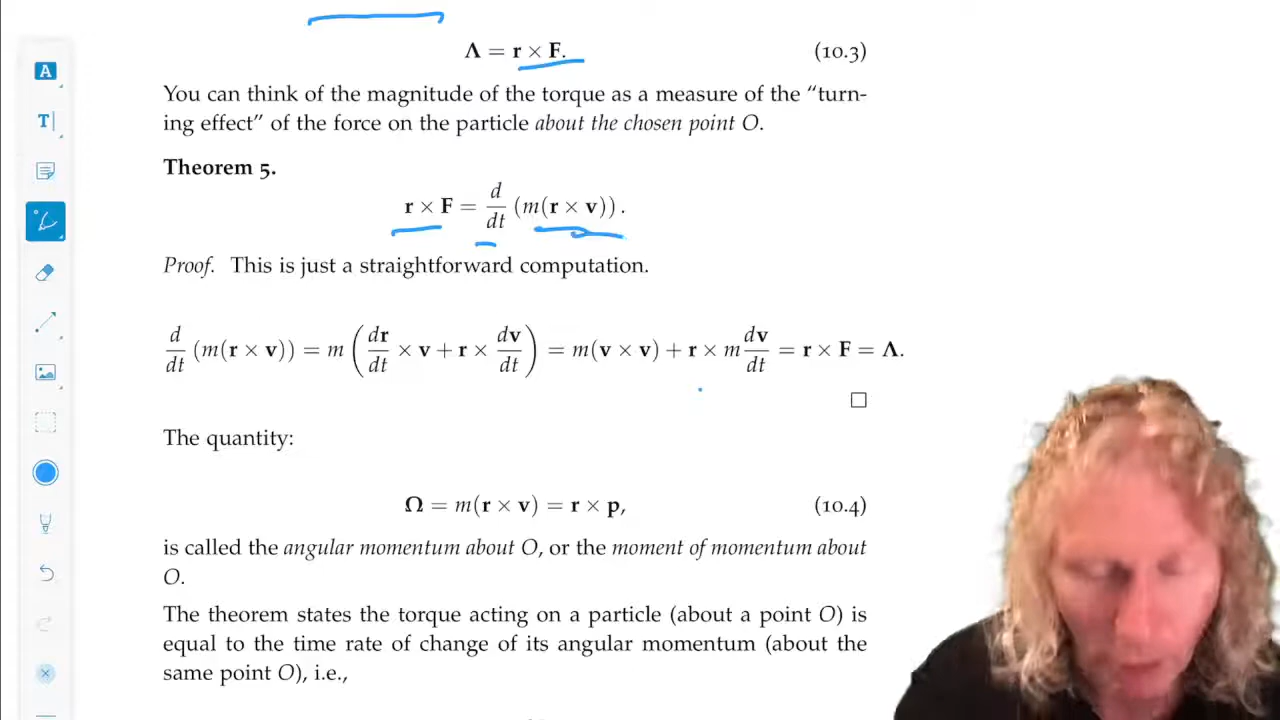 Λ = r × F. (10.3)
You can think of the magnitude of the torque as a measure of the “turn-
ing effect” of the force on the particle about the chosen point O.
Theorem 5.
r × F = d/dt (m(r × v)).
Proof. This is just a straightforward computation.
d/dt (m(r × v)) = m (dr/dt × v + r × dv/dt) = m(v × v) + r × m dv/dt = r × F = Λ.
□
The quantity:
Ω = m(r × v) = r × p, (10.4)
is called the angular momentum about O, or the moment of momentum about
O.
The theorem states the torque acting on a particle (about a point O) is
equal to the time rate of change of its angular momentum (about the
same point O), i.e.,
A
T